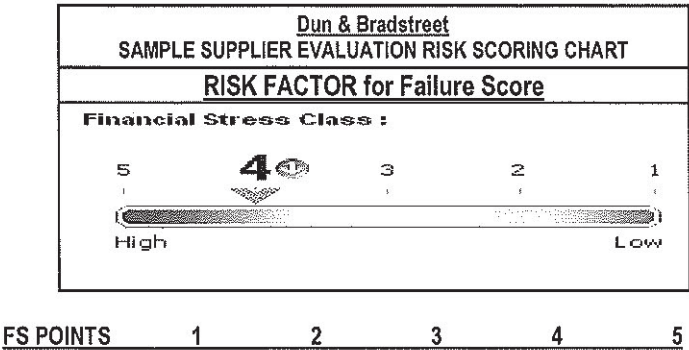 Dun & Bradstreet
SAMPLE SUPPLIER EVALUATION RISK SCORING CHART
RISK FACTOR for Failure Score
Financial Stress Class :
5 4 3 2 1
High Low
FS POINTS 1 2 3 4 5